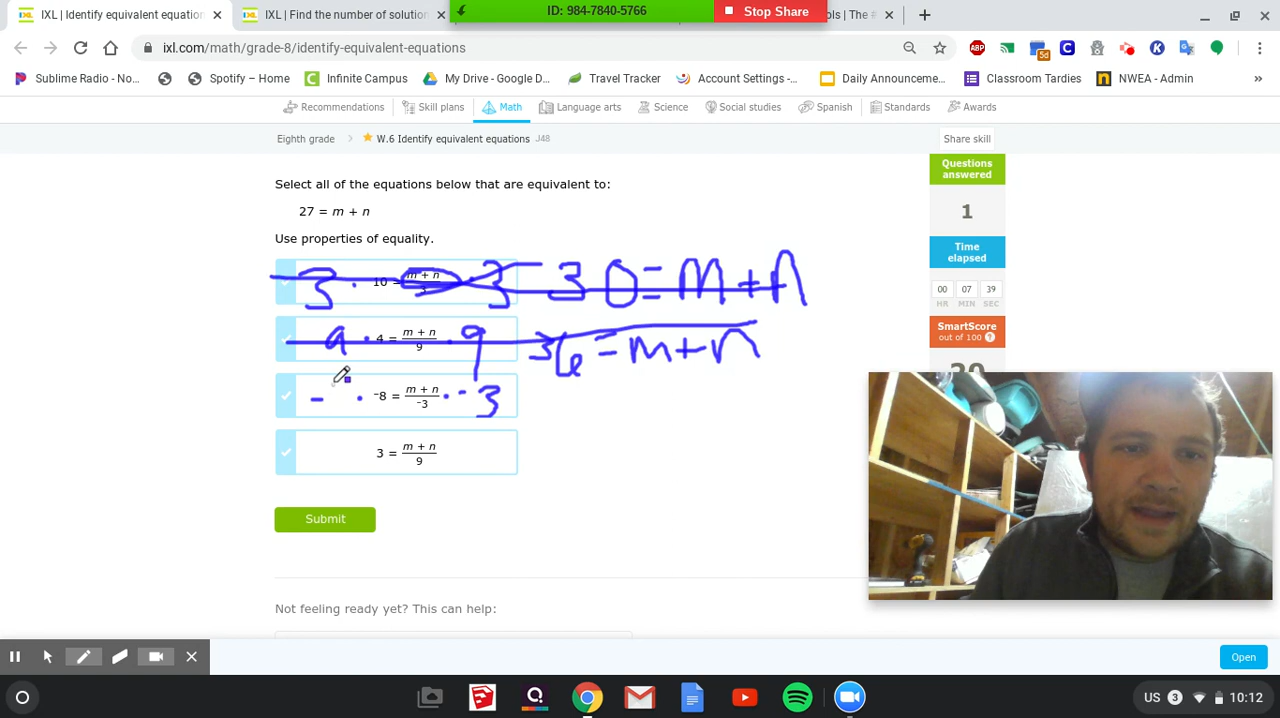 IXL | Identify equivalent equation
IXL | Find the number of solution
ID: 984-7840-5766
Stop Share
ols | The #
ixl.com/math/grade-8/identify-equivalent-equations
ABP
5d
Sublime Radio - No...
Spotify – Home
Infinite Campus
My Drive - Google D...
Travel Tracker
Account Settings -...
Daily Announceme...
Classroom Tardies
NWEA - Admin
»
Recommendations
Skill plans
Math
Language arts
Science
Social studies
Spanish
Standards
Awards
Eighth grade > W.6 Identify equivalent equations J48
Share skill
Select all of the equations below that are equivalent to:
27 = m + n
Use properties of equality.
3 · 10 = m + n / 3 · 3 30 = m + n
9 · 4 = m + n / 9 · 9 36 = m + n
- · -8 = m + n / -3 · -3
3 = m + n / 9
Submit
Questions answered
1
Time elapsed
00 07 39
HR MIN SEC
SmartScore
out of 100 ?
Not feeling ready yet? This can help:
Open
US 3 10:12